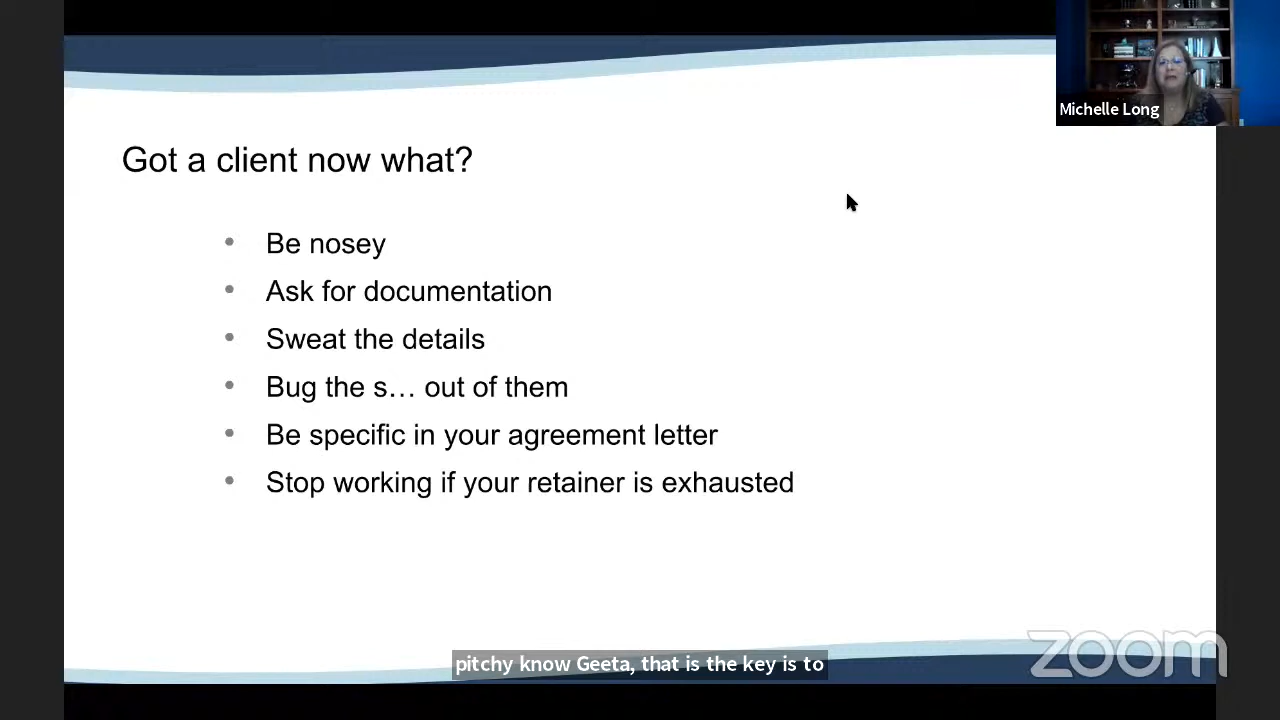 Michelle Long
Got a client now what?
• Be nosey
• Ask for documentation
• Sweat the details
• Bug the s… out of them
• Be specific in your agreement letter
• Stop working if your retainer is exhausted
pitchy know Geeta, that is the key is to
zoom